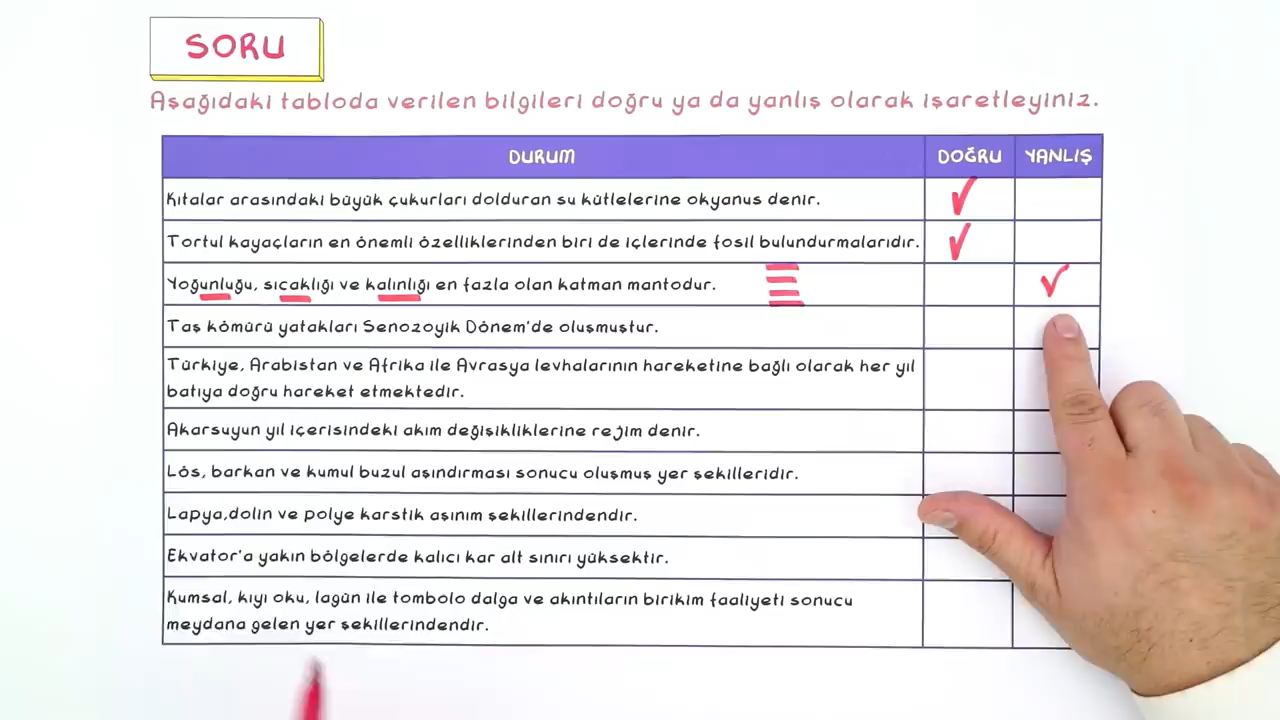 SORU
Aşağıdaki tabloda verilen bilgileri doğru ya da yanlış olarak işaretleyiniz.
DURUM DOĞRU YANLIŞ
Kıtalar arasındaki büyük çukurları dolduran su kütlelerine okyanus denir.
Tortul kayaçların en önemli özelliklerinden biri de içlerinde fosil bulundurmalarıdır.
Yoğunluğu, sıcaklığı ve kalınlığı en fazla olan katman mantodur.
Taş kömürü yatakları Senozoyik Dönem'de oluşmuştur.
Türkiye, Arabistan ve Afrika ile Avrasya levhalarının hareketine bağlı olarak her yıl
batıya doğru hareket etmektedir.
Akarsuyun yıl içerisindeki akım değişikliklerine rejim denir.
Lös, barkan ve kumul buzul aşındırması sonucu oluşmuş yer şekilleridir.
Lapya,dolin ve polye karstik aşınım şekillerindendir.
Ekvator'a yakın bölgelerde kalıcı kar alt sınırı yüksektir.
Kumsal, kıyı oku, lagün ile tombolo dalga ve akıntıların birikim faaliyeti sonucu
meydana gelen yer şekillerindendir.